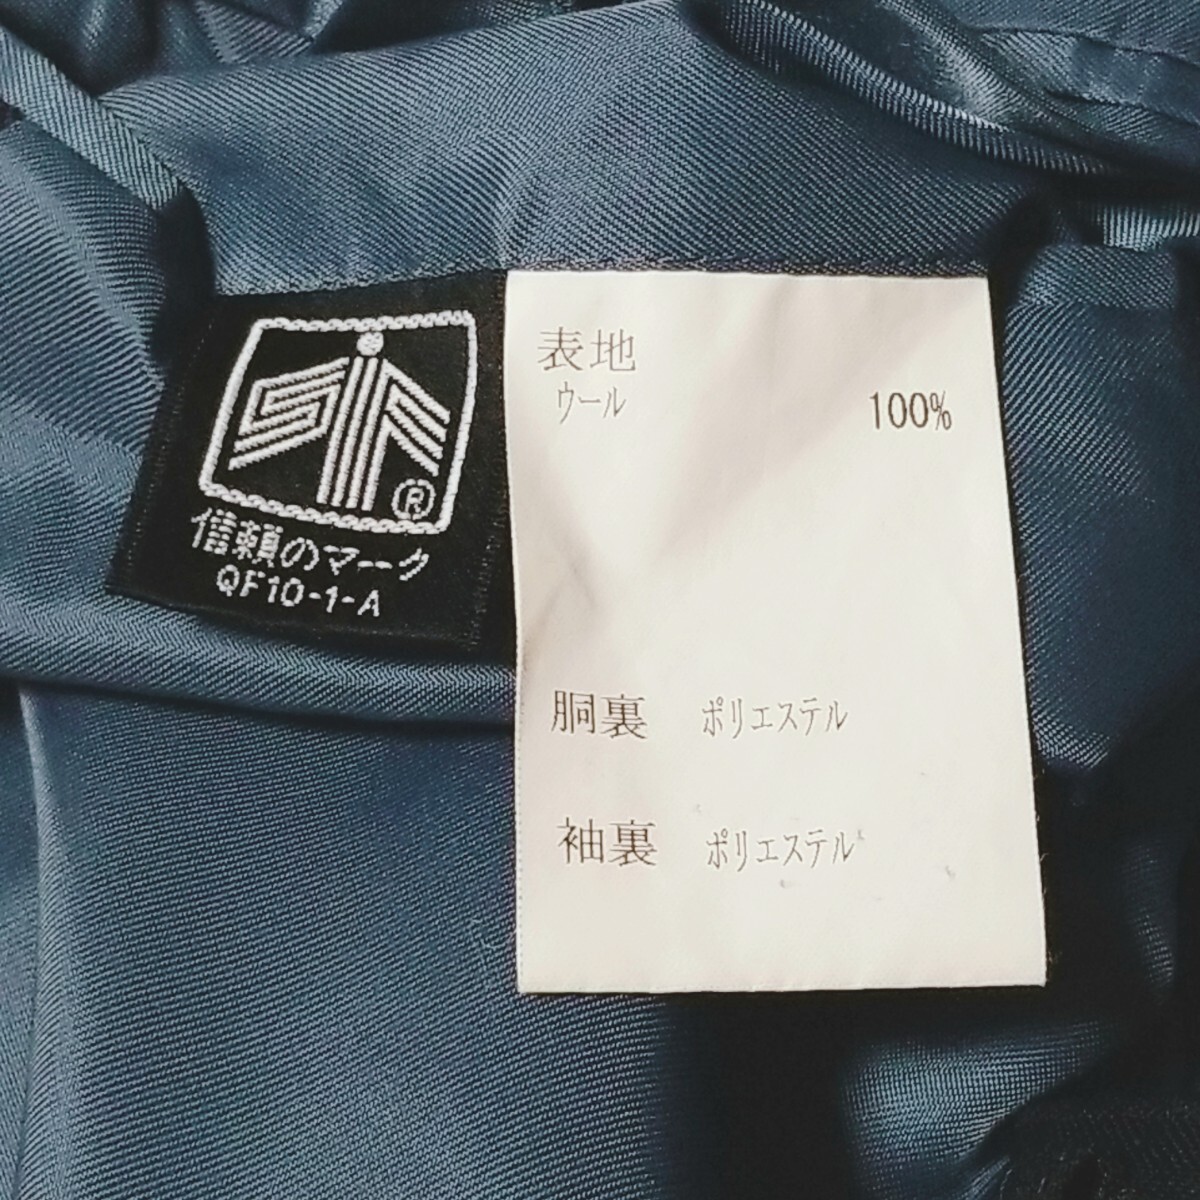 SIF
®
信頼のマーク
QF10-1-A
表地
ウール 100%
胴裏 ポリエステル
袖裏 ポリエステル